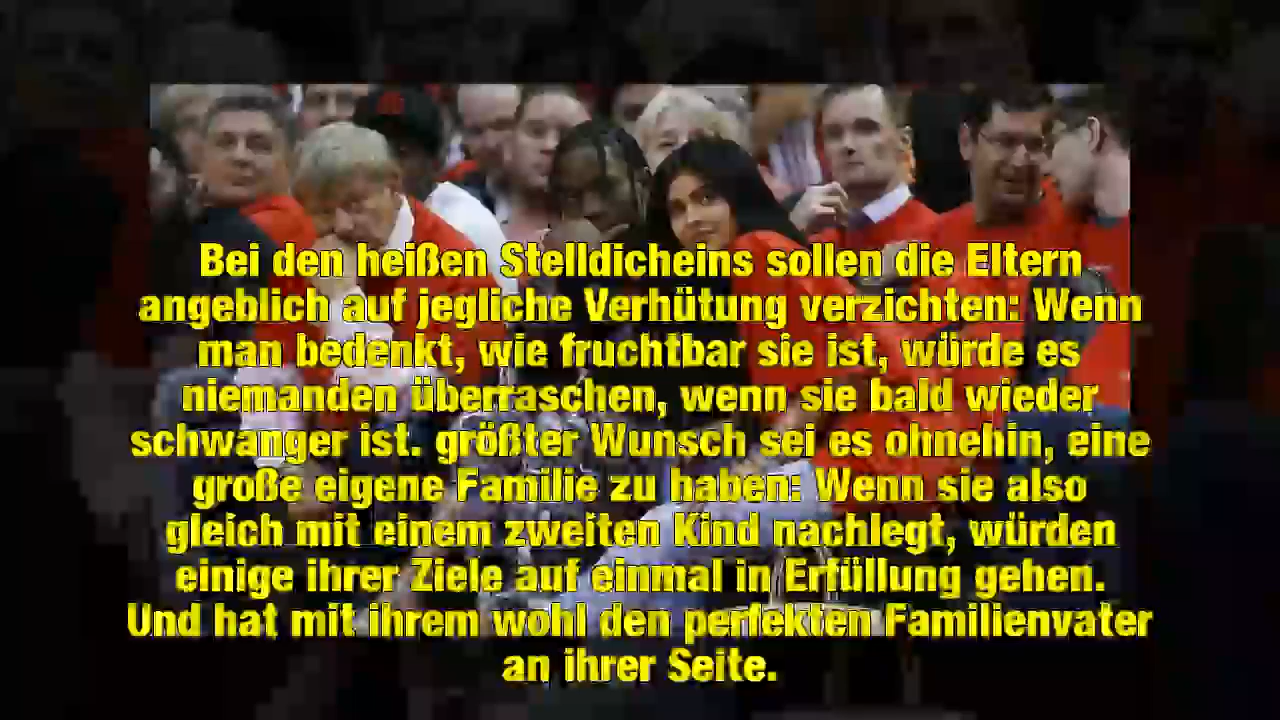 Bei den heißen Stelldicheins sollen die Eltern
angeblich auf jegliche Verhütung verzichten: Wenn
man bedenkt, wie fruchtbar sie ist, würde es
niemanden überraschen, wenn sie bald wieder
schwanger ist. größter Wunsch sei es ohnehin, eine
große eigene Familie zu haben: Wenn sie also
gleich mit einem zweiten Kind nachlegt, würden
einige ihrer Ziele auf einmal in Erfüllung gehen.
Und hat mit ihrem wohl den perfekten Familienvater
an ihrer Seite.